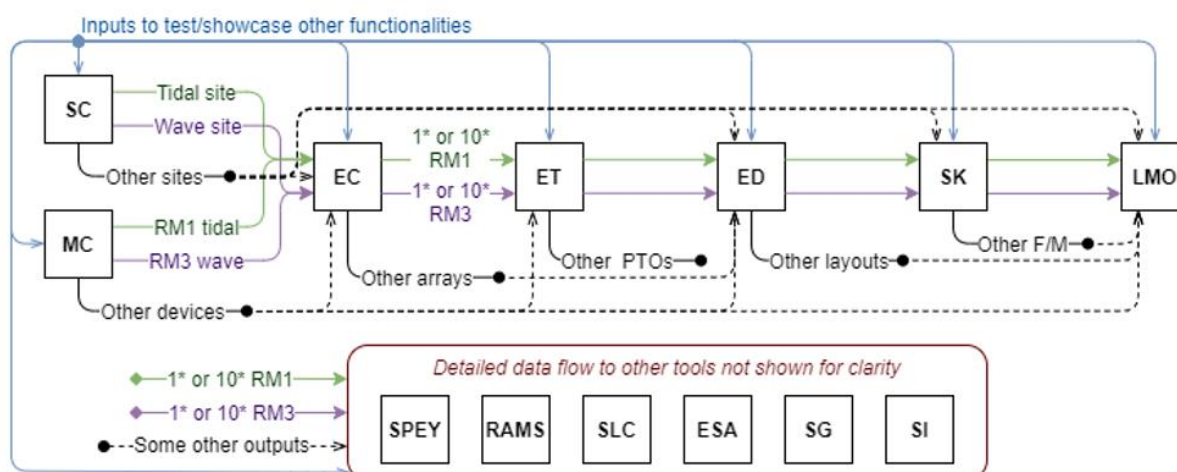 Inputs to test/showcase other functionalities
SC
Tidal site
Wave site
Other sites
MC
RM1 tidal
RM3 wave
Other devices
EC
1* or 10*
RM1
1* or 10*
RM3
Other arrays
ET
Other PTOs
ED
Other layouts
SK
Other F/M
LMO
1* or 10* RM1
1* or 10* RM3
Some other outputs
Detailed data flow to other tools not shown for clarity
SPEY
RAMS
SLC
ESA
SG
SI